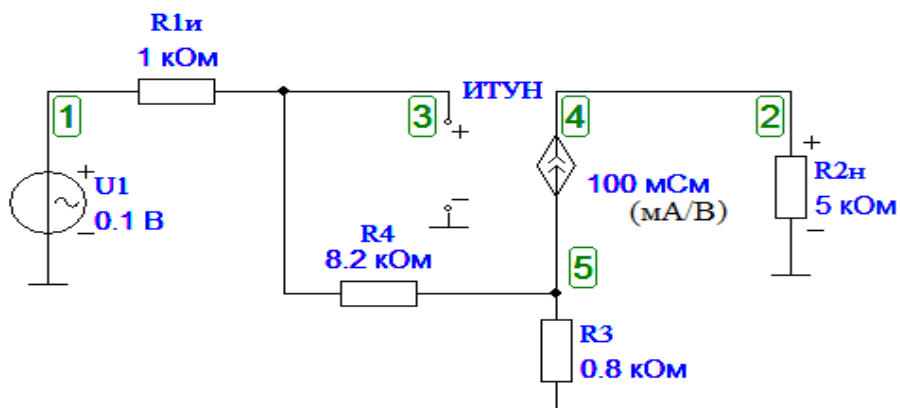 R1и
1 кОм
1
3
ИТУН
4
2
+
+
+
U1
0.1 В
−
−
100 мСм
(мА/В)
R2н
5 кОм
−
R4
8.2 кОм
5
R3
0.8 кОм